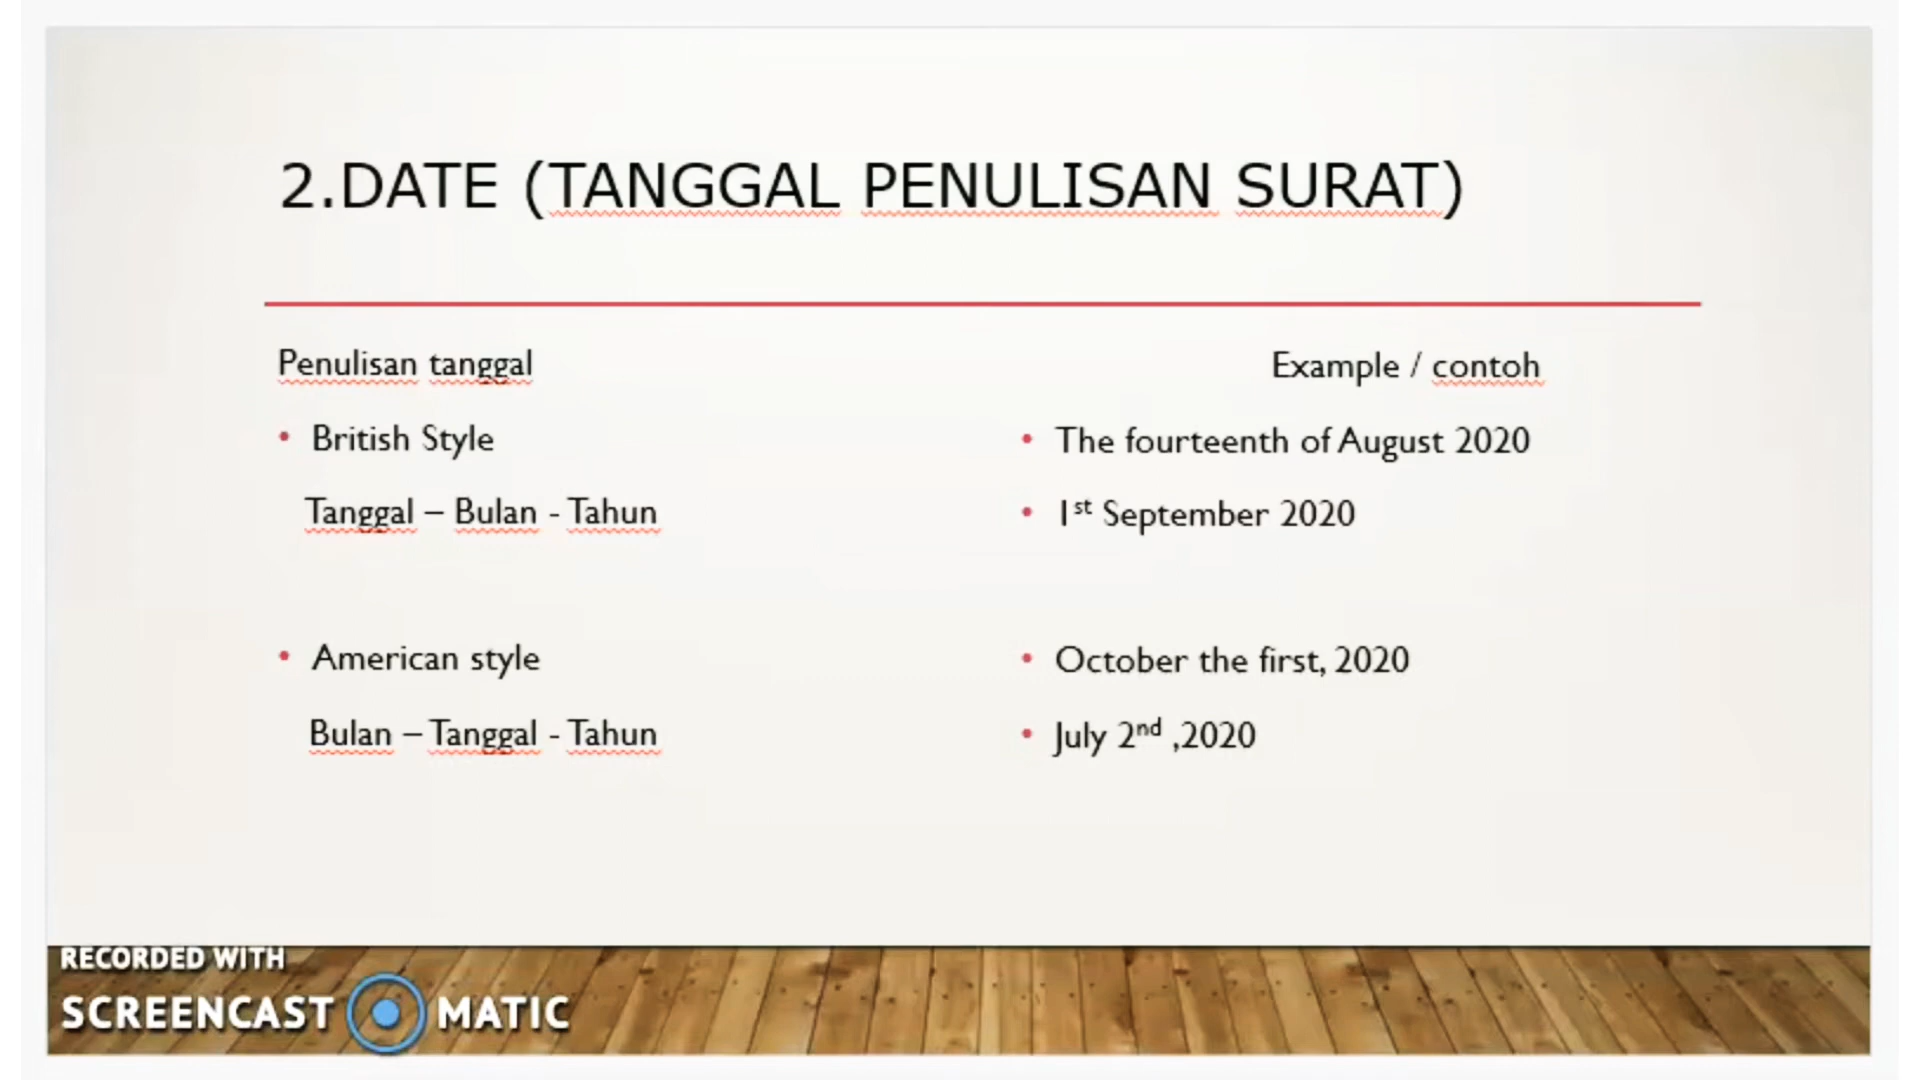 2.DATE (TANGGAL PENULISAN SURAT)
Penulisan tanggal
• British Style
Tanggal – Bulan - Tahun
• American style
Bulan – Tanggal - Tahun
Example / contoh
• The fourteenth of August 2020
• 1st September 2020
• October the first, 2020
• July 2nd ,2020
RECORDED WITH
SCREENCAST MATIC